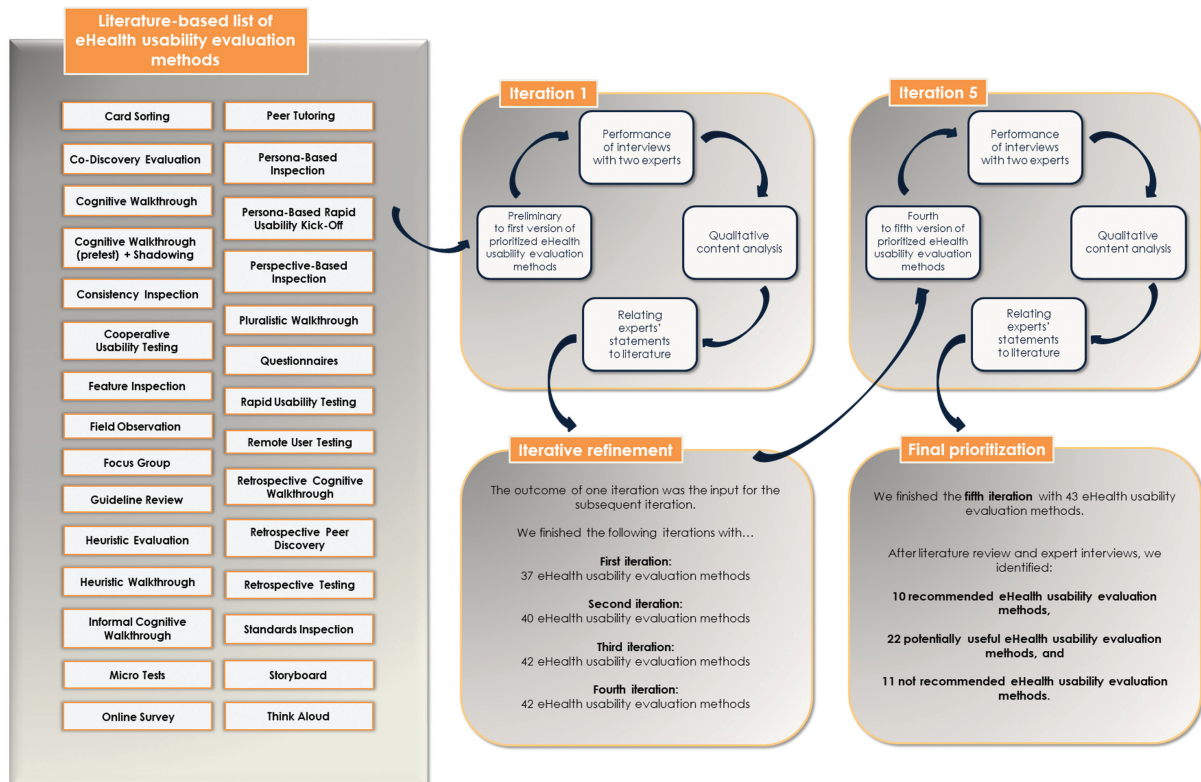 Literature-based list of
eHealth usability evaluation
methods
Card Sorting
Co-Discovery Evaluation
Cognitive Walkthrough
Cognitive Walkthrough
(pretest) + Shadowing
Consistency Inspection
Cooperative
Usability Testing
Feature Inspection
Field Observation
Focus Group
Guideline Review
Heuristic Evaluation
Heuristic Walkthrough
Informal Cognitive
Walkthrough
Micro Tests
Online Survey
Peer Tutoring
Persona-Based
Inspection
Persona-Based Rapid
Usability Kick-Off
Perspective-Based
Inspection
Pluralistic Walkthrough
Questionnaires
Rapid Usability Testing
Remote User Testing
Retrospective Cognitive
Walkthrough
Retrospective Peer
Discovery
Retrospective Testing
Standards Inspection
Storyboard
Think Aloud
Iteration 1
Performance
of interviews
with two experts
Preliminary
to first version of
prioritized eHealth
usability evaluation
methods
Qualitative
content analysis
Relating
experts'
statements
to literature
Iterative refinement
The outcome of one iteration was the input for the
subsequent iteration.
We finished the following iterations with...
First iteration:
37 eHealth usability evaluation methods
Second iteration:
40 eHealth usability evaluation methods
Third iteration:
42 eHealth usability evaluation methods
Fourth iteration:
42 eHealth usability evaluation methods
Iteration 5
Performance
of interviews
with two experts
Fourth
to fifth version of
prioritized eHealth
usability evaluation
methods
Qualitative
content analysis
Relating
experts'
statements
to literature
Final prioritization
We finished the fifth iteration with 43 eHealth usability
evaluation methods.
After literature review and expert interviews, we
identified:
10 recommended eHealth usability evaluation
methods,
22 potentially useful eHealth usability evaluation
methods, and
11 not recommended eHealth usability evaluation
methods.